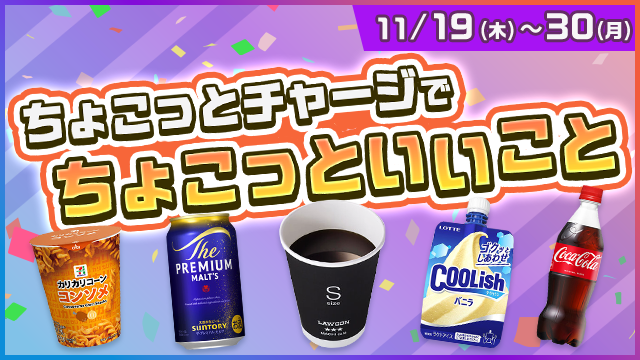 11/19(木)～30(月)
ちょこっとチャージで
ちょこっといいこと
カリカリコーン
コンソメ
The
PREMIUM
MALT'S
SUNTORY
S
size
LAWSON
LOTTE
ゴクッと
しあわせ
COOLish
バニラ
Coca-Cola